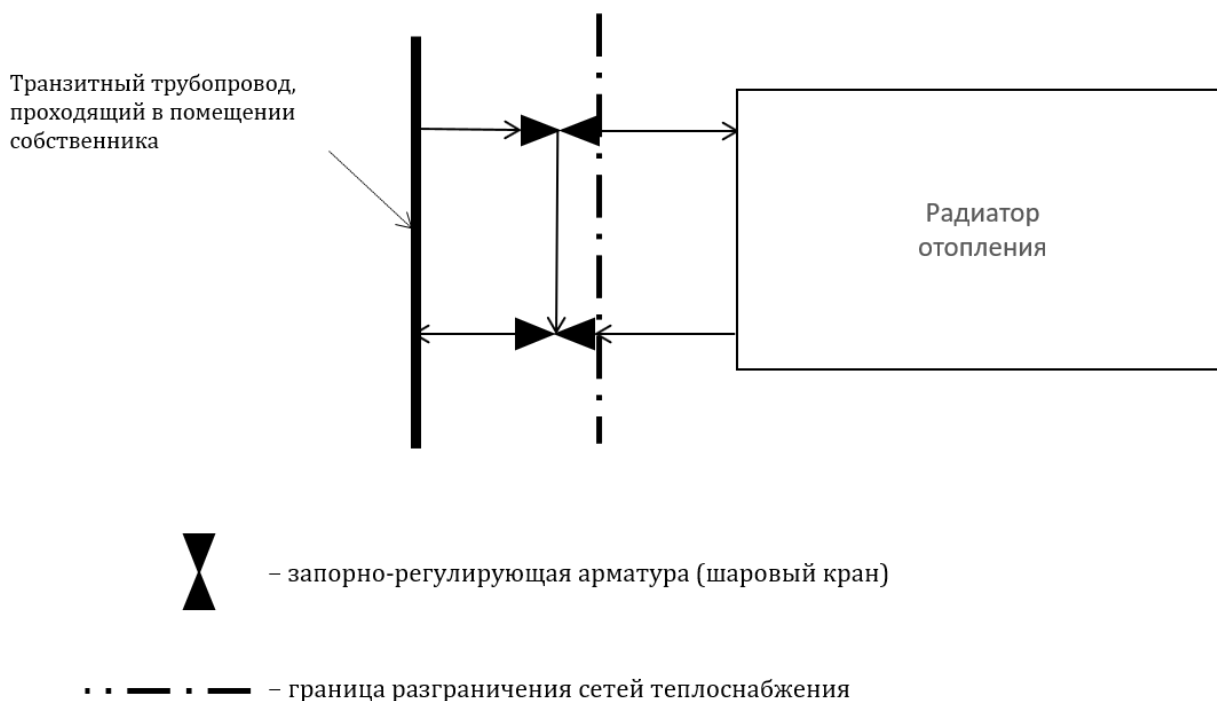 Транзитный трубопровод,
проходящий в помещении
собственника
Радиатор
отопления
– запорно-регулирующая арматура (шаровый кран)
– граница разграничения сетей теплоснабжения